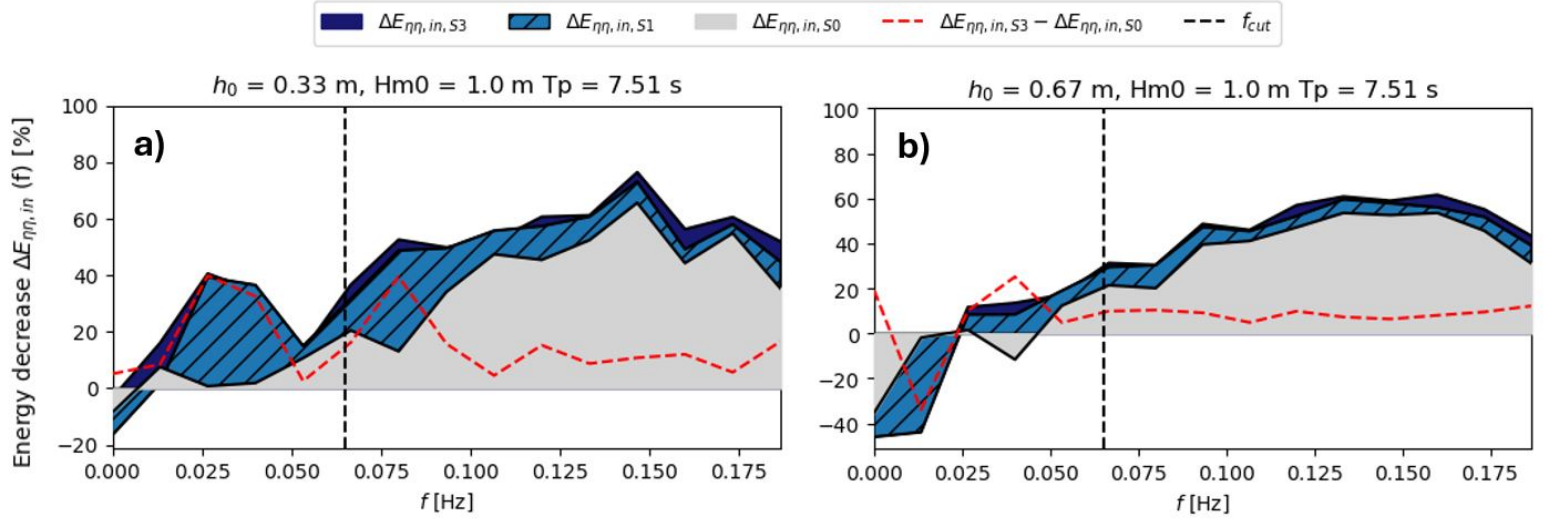 ΔE_{ηη, in, S3} ΔE_{ηη, in, S1} ΔE_{ηη, in, S0} ΔE_{ηη, in, S3} − ΔE_{ηη, in, S0} f_{cut}
h_0 = 0.33 m, Hm0 = 1.0 m Tp = 7.51 s
a)
Energy decrease ΔE_{ηη, in} (f) [%]
100
80
60
40
20
0
−20
0.000 0.025 0.050 0.075 0.100 0.125 0.150 0.175
f [Hz]
h_0 = 0.67 m, Hm0 = 1.0 m Tp = 7.51 s
b)
100
80
60
40
20
0
−20
−40
0.000 0.025 0.050 0.075 0.100 0.125 0.150 0.175
f [Hz]